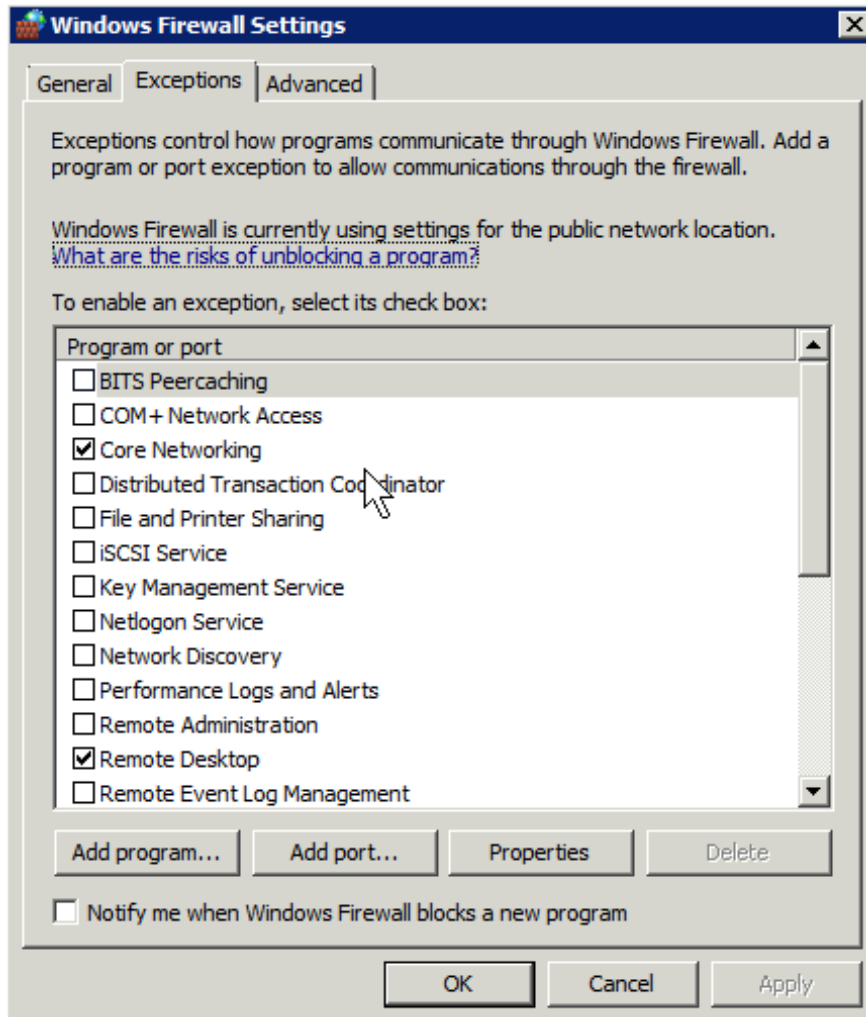 Windows Firewall Settings
General Exceptions Advanced
Exceptions control how programs communicate through Windows Firewall. Add a
program or port exception to allow communications through the firewall.
Windows Firewall is currently using settings for the public network location.
What are the risks of unblocking a program?
To enable an exception, select its check box:
Program or port
BITS Peercaching
COM+ Network Access
Core Networking
Distributed Transaction Coordinator
File and Printer Sharing
iSCSI Service
Key Management Service
Netlogon Service
Network Discovery
Performance Logs and Alerts
Remote Administration
Remote Desktop
Remote Event Log Management
Add program... Add port... Properties Delete
Notify me when Windows Firewall blocks a new program
OK Cancel Apply